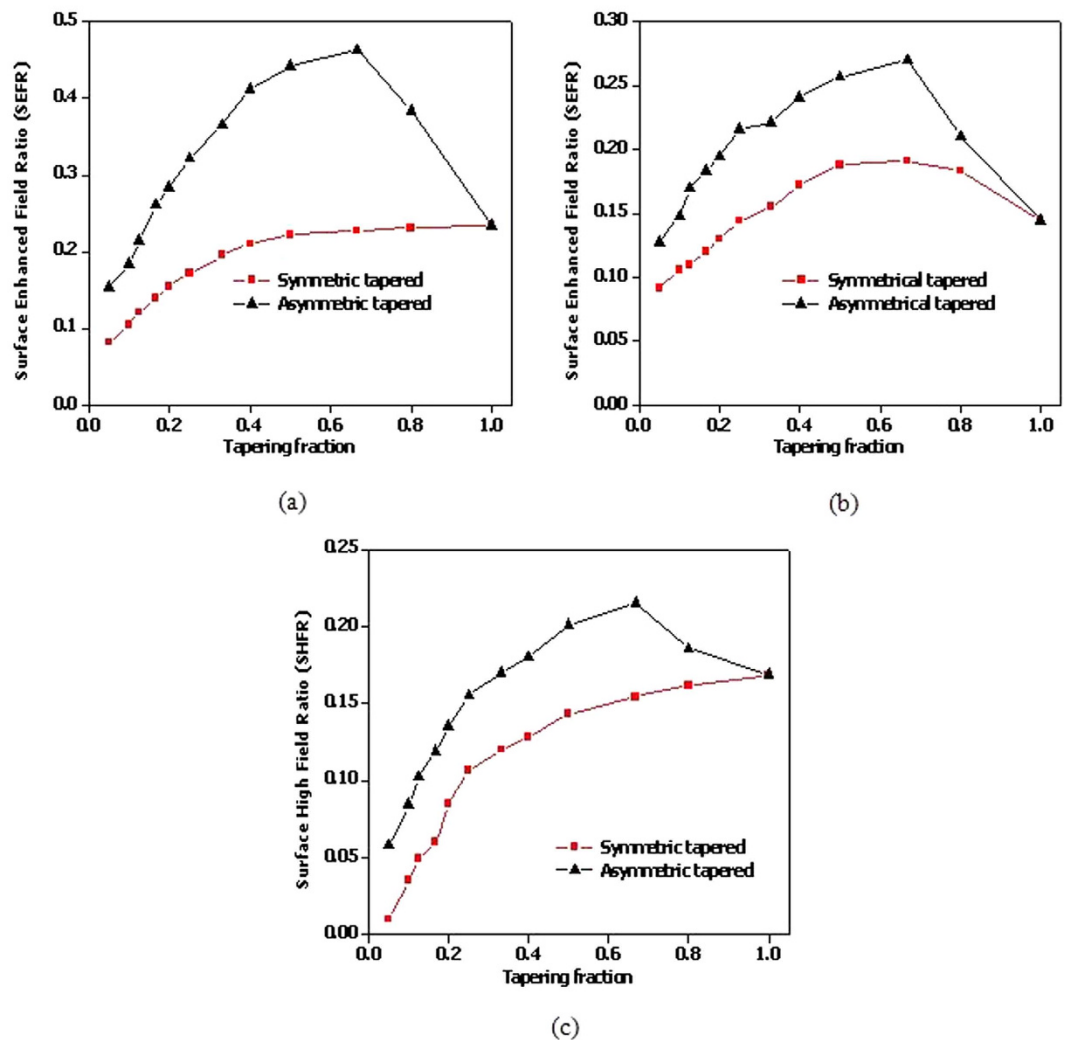 Surface Enhanced Field Ratio (SEFR)
0.5
0.4
0.3
0.2
0.1
0.0
Symmetric tapered
Asymmetric tapered
0.0 0.2 0.4 0.6 0.8 1.0
Tapering fraction
(a)
Surface Enhanced Field Ratio (SEFR)
0.30
0.25
0.20
0.15
0.10
0.05
0.00
Symmetrical tapered
Asymmetrical tapered
0.0 0.2 0.4 0.6 0.8 1.0
Tapering fraction
(b)
Surface High Field Ratio (SHFR)
0.25
0.20
0.15
0.10
0.05
0.00
Symmetric tapered
Asymmetric tapered
0.0 0.2 0.4 0.6 0.8 1.0
Tapering fraction
(c)